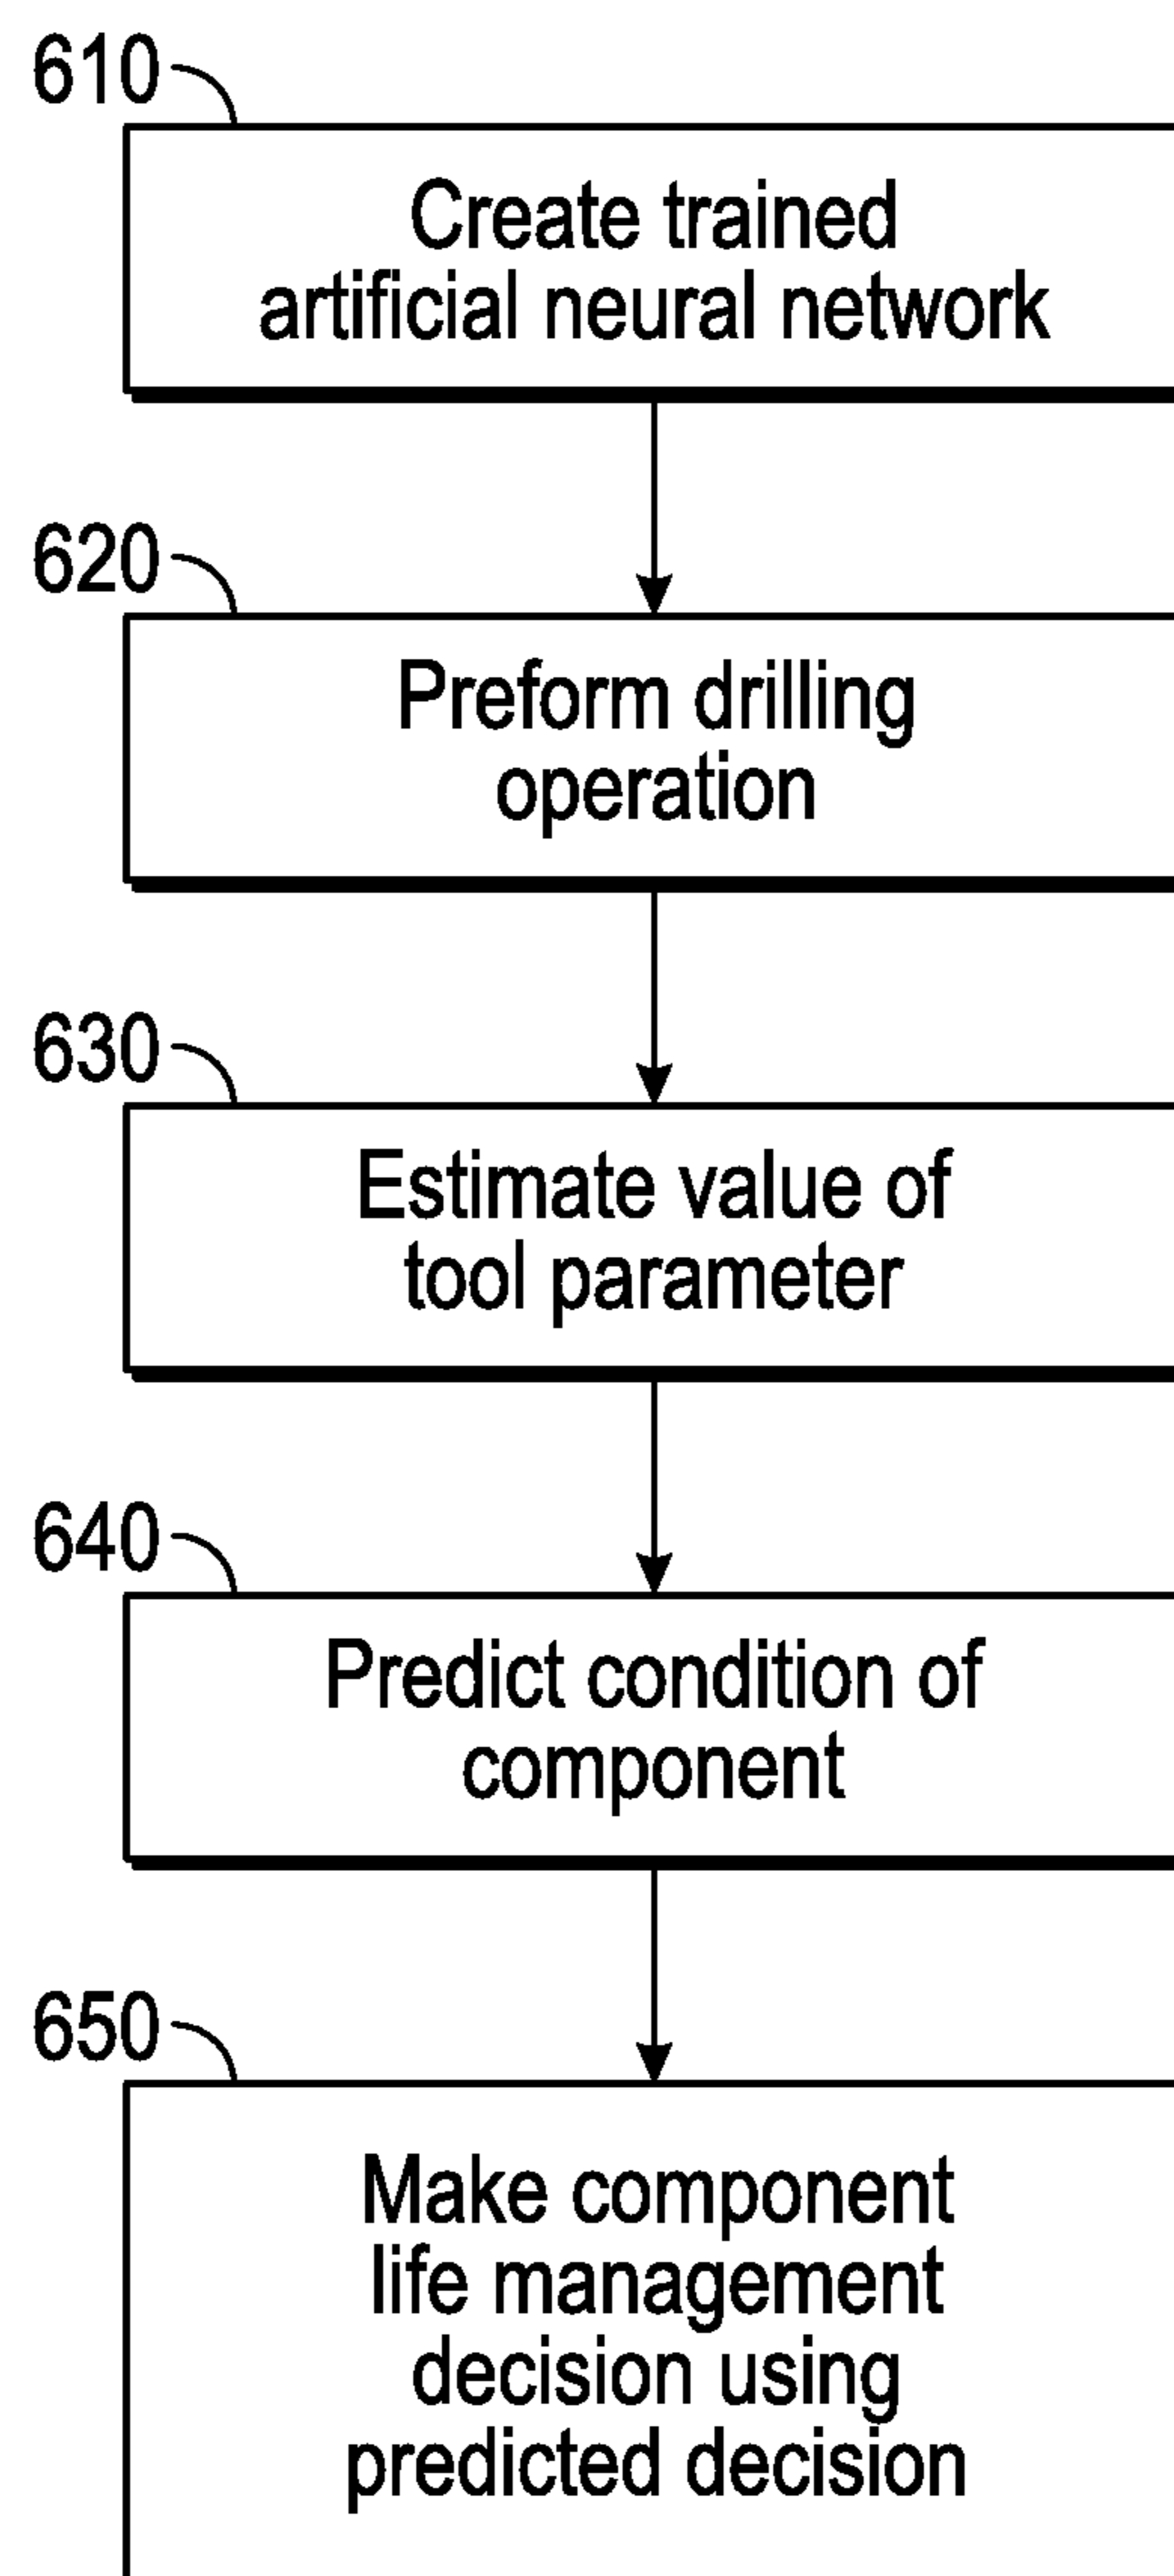 610
Create trained
artificial neural network
620
Preform drilling
operation
630
Estimate value of
tool parameter
640
Predict condition of
component
650
Make component
life management
decision using
predicted decision